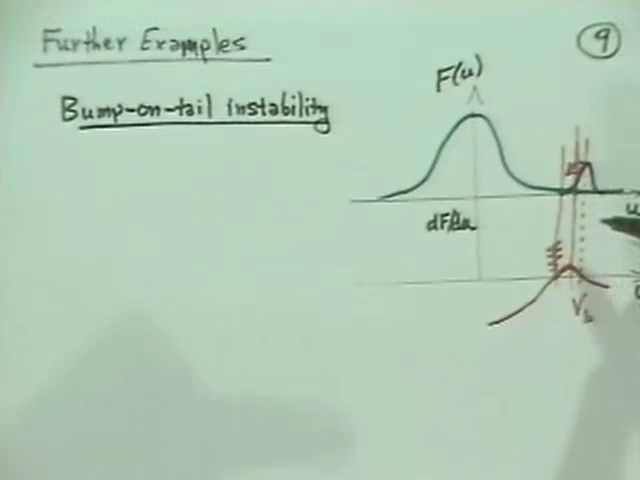 Further Examples
9
F(u)
Bump-on-tail instability
u
dF/du
V_b